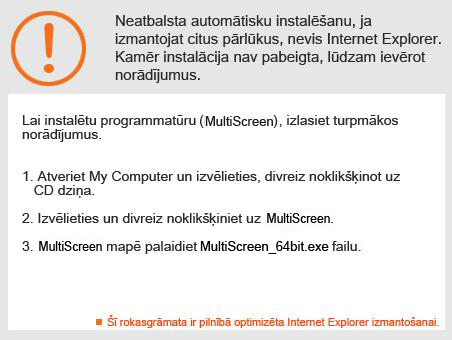 Neatbalsta automātisku instalēšanu, ja
izmantojat citus pārlūkus, nevis Internet Explorer.
Kamēr instalācija nav pabeigta, lūdzam ievērot
norādījumus.
Lai instalētu programmatūru (MultiScreen), izlasiet turpmākos
norādījumus.
1. Atveriet My Computer un izvēlieties, divreiz noklikšķinot uz
CD dziņa.
2. Izvēlieties un divreiz noklikšķiniet uz MultiScreen.
3. MultiScreen mapē palaidiet MultiScreen_64bit.exe failu.
Šī rokasgrāmata ir pilnībā optimizēta Internet Explorer izmantošanai.